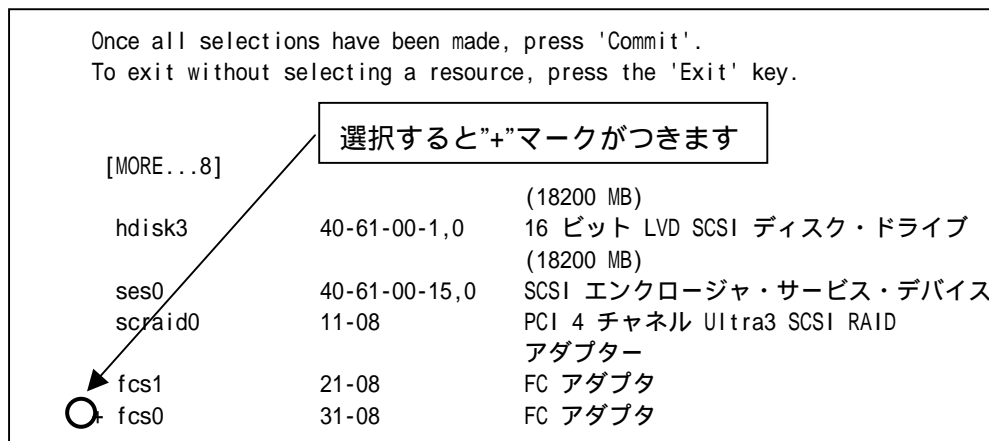 Once all selections have been made, press 'Commit'.
To exit without selecting a resource, press the 'Exit' key.
選択すると"+"マークがつきます
[MORE...8]
(18200 MB)
hdisk3 40-61-00-1,0 16 ビット LVD SCSI ディスク・ドライブ
(18200 MB)
ses0 40-61-00-15,0 SCSI エンクロージャ・サービス・デバイス
scraid0 11-08 PCI 4 チャネル Ultra3 SCSI RAID
アダプター
fcs1 21-08 FC アダプタ
+ fcs0 31-08 FC アダプタ